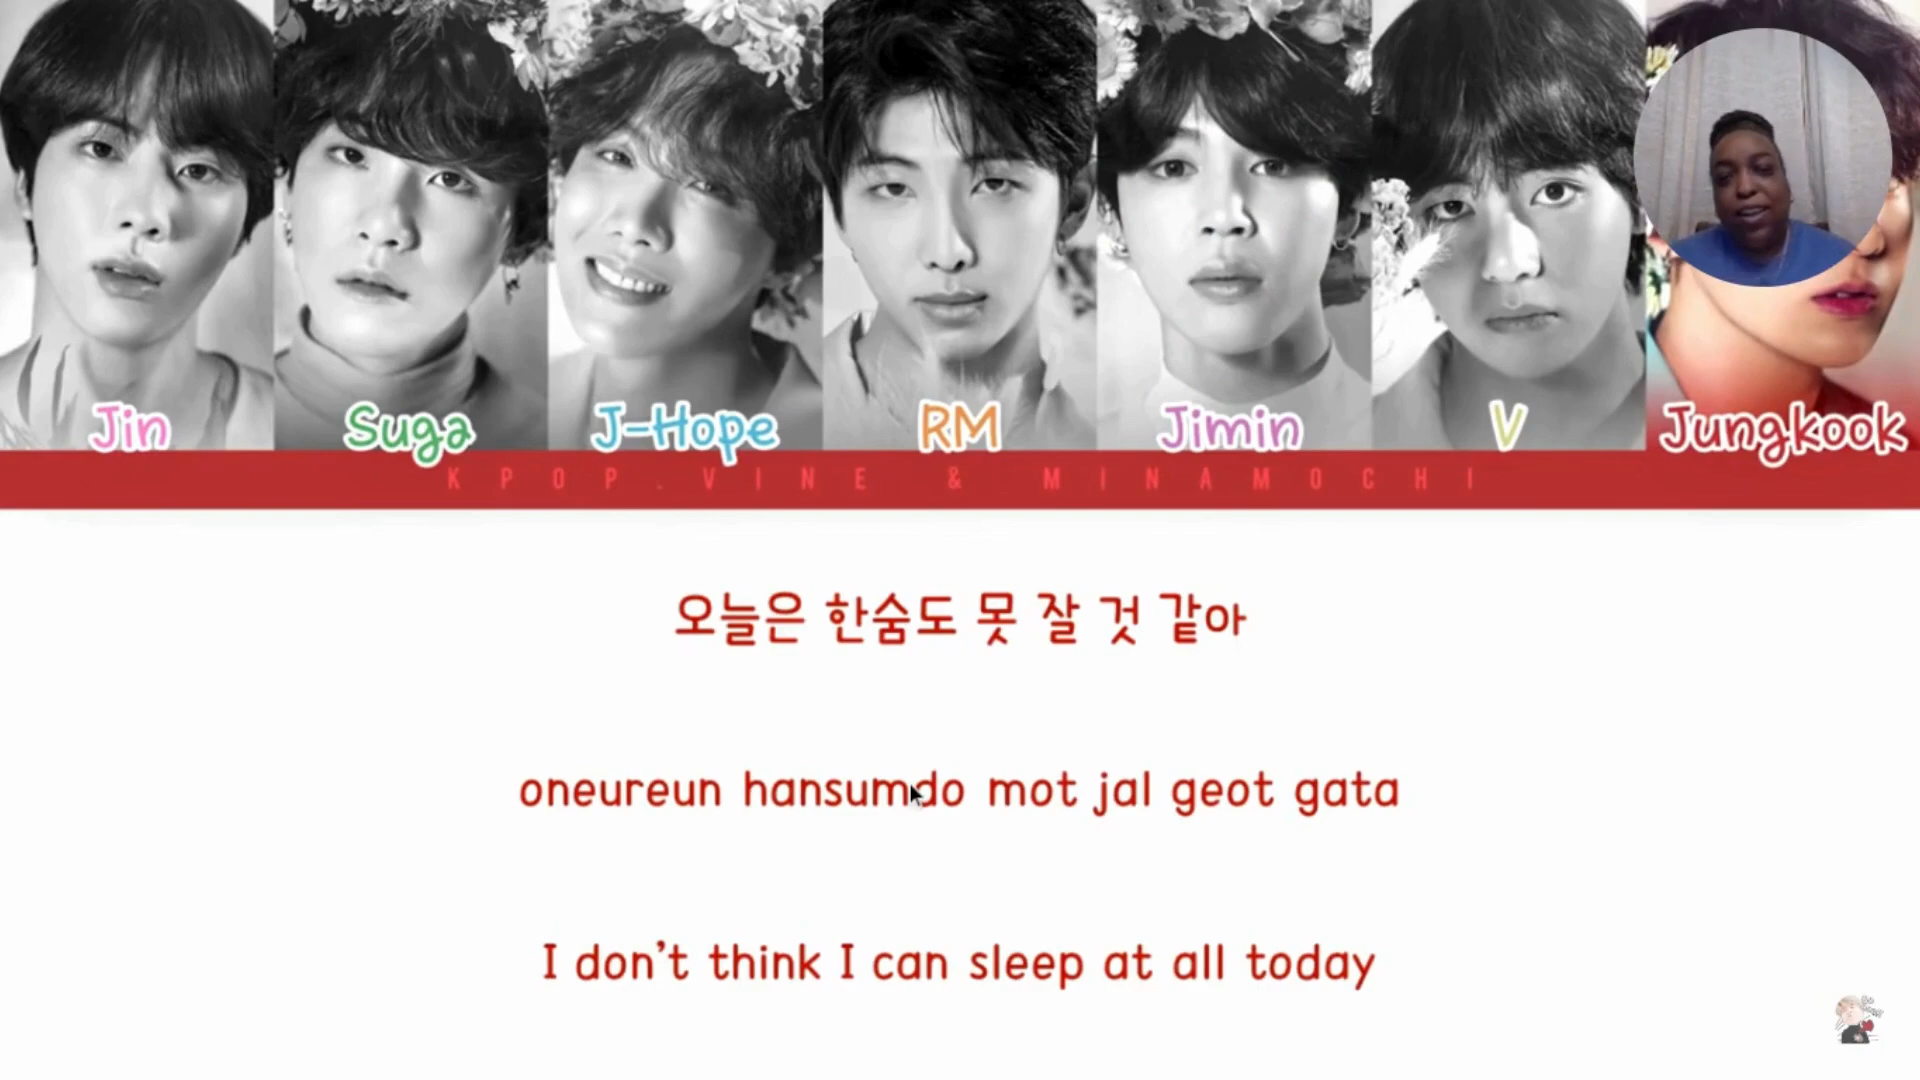 Jin Suga J-Hope RM Jimin V Jungkook
KPOP.VINE & MINAMOCHI
오늘은 한숨도 못 잘 것 같아
oneureun hansumdo mot jal geot gata
I don't think I can sleep at all today